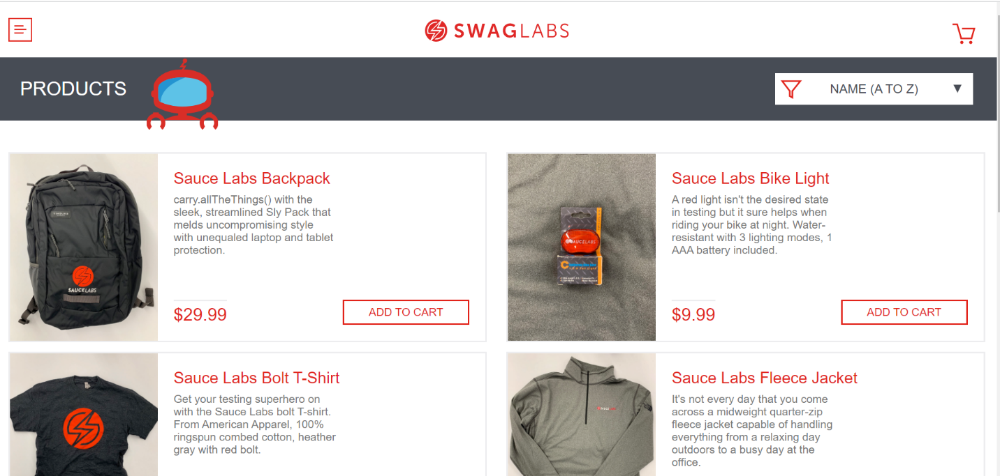 SWAGLABS
PRODUCTS
NAME (A TO Z)
Sauce Labs Backpack
carry.allTheThings() with the
sleek, streamlined Sly Pack that
melds uncompromising style
with unequaled laptop and tablet
protection.
$29.99
ADD TO CART
SAUCELABS
Sauce Labs Bike Light
A red light isn't the desired state
in testing but it sure helps when
riding your bike at night. Water-
resistant with 3 lighting modes, 1
AAA battery included.
$9.99
ADD TO CART
SAUCELABS
Sauce Labs Bolt T-Shirt
Get your testing superhero on
with the Sauce Labs bolt T-shirt.
From American Apparel, 100%
ringspun combed cotton, heather
gray with red bolt.
Sauce Labs Fleece Jacket
It's not every day that you come
across a midweight quarter-zip
fleece jacket capable of handling
everything from a relaxing day
outdoors to a busy day at the
office.